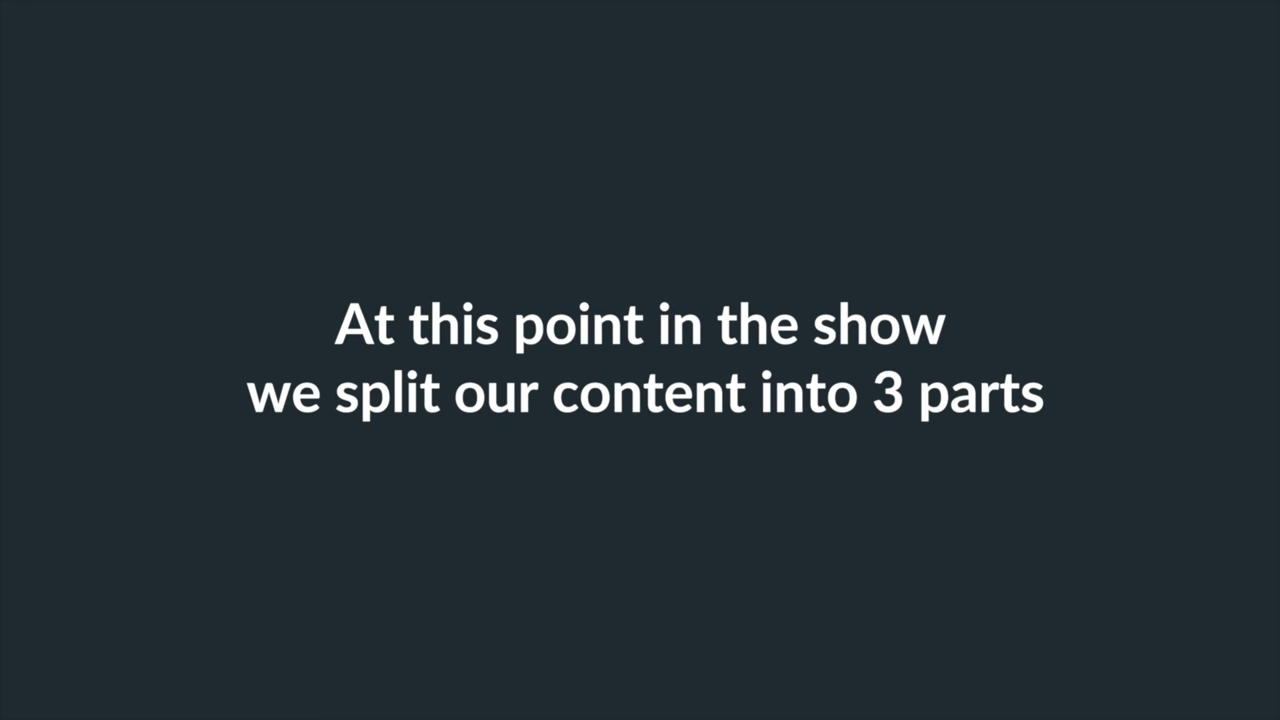 At this point in the show
we split our content into 3 parts